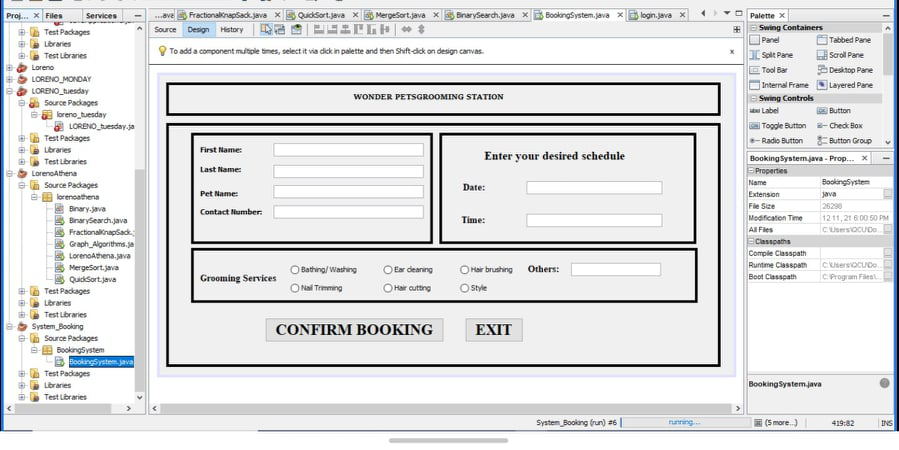 Proj...
Files
Services
...ava
FractionalKnapSack.java
QuickSort.java
MergeSort.java
BinarySearch.java
BookingSystem.java
login.java
Source
Design
History
To add a component multiple times, select it via click in palette and then Shift-click on design canvas.
Test Packages
Libraries
Test Libraries
Loreno
LORENO_MONDAY
LORENO_tuesday
Source Packages
loreno_tuesday
LORENO_tuesday.ja
Test Packages
Libraries
Test Libraries
LorenoAthena
Source Packages
lorenoathena
Binary.java
BinarySearch.java
FractionalKnapSack.j
Graph_Algorithms.ja
LorenoAthena.java
MergeSort.java
QuickSort.java
Test Packages
Libraries
Test Libraries
System_Booking
Source Packages
BookingSystem
BookingSystem.java
Test Packages
Libraries
Test Libraries
WONDER PETSGROOMING STATION
First Name:
Last Name:
Pet Name:
Contact Number:
Enter your desired schedule
Date:
Time:
Grooming Services
Bathing/ Washing
Ear cleaning
Hair brushing
Others:
Nail Trimming
Hair cutting
Style
CONFIRM BOOKING
EXIT
Palette
Swing Containers
Panel
Tabbed Pane
Split Pane
Scroll Pane
Tool Bar
Desktop Pane
Internal Frame
Layered Pane
Swing Controls
Label
Button
Toggle Button
Check Box
Radio Button
Button Group
BookingSystem.java - Prop...
Properties
Name BookingSystem
Extension java
File Size 26298
Modification Time 12 11, 21 6:00:50 PM
All Files C:\Users\QCU\Do...
Classpaths
Compile Classpath
Runtime Classpath C:\Users\QCU\Do...
Boot Classpath C:\Program Files\...
BookingSystem.java
System_Booking (run) #6
running...
(5 more...)
419:82
INS